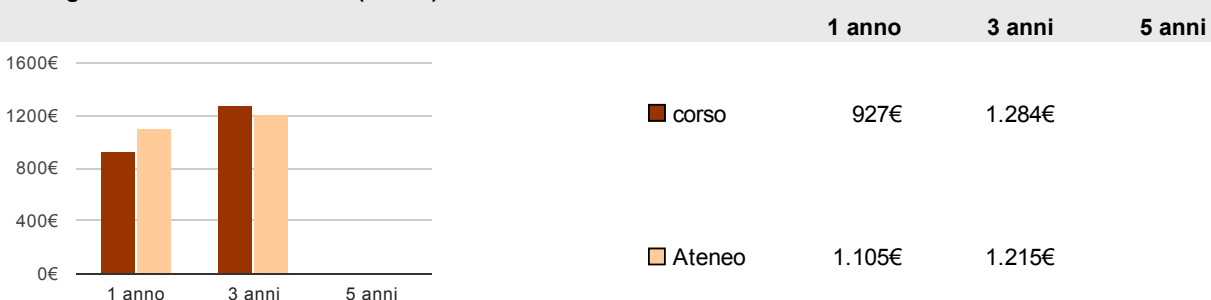 1 anno 3 anni 5 anni
1600€
1200€
800€
400€
0€
1 anno 3 anni 5 anni
corso 927€ 1.284€
Ateneo 1.105€ 1.215€